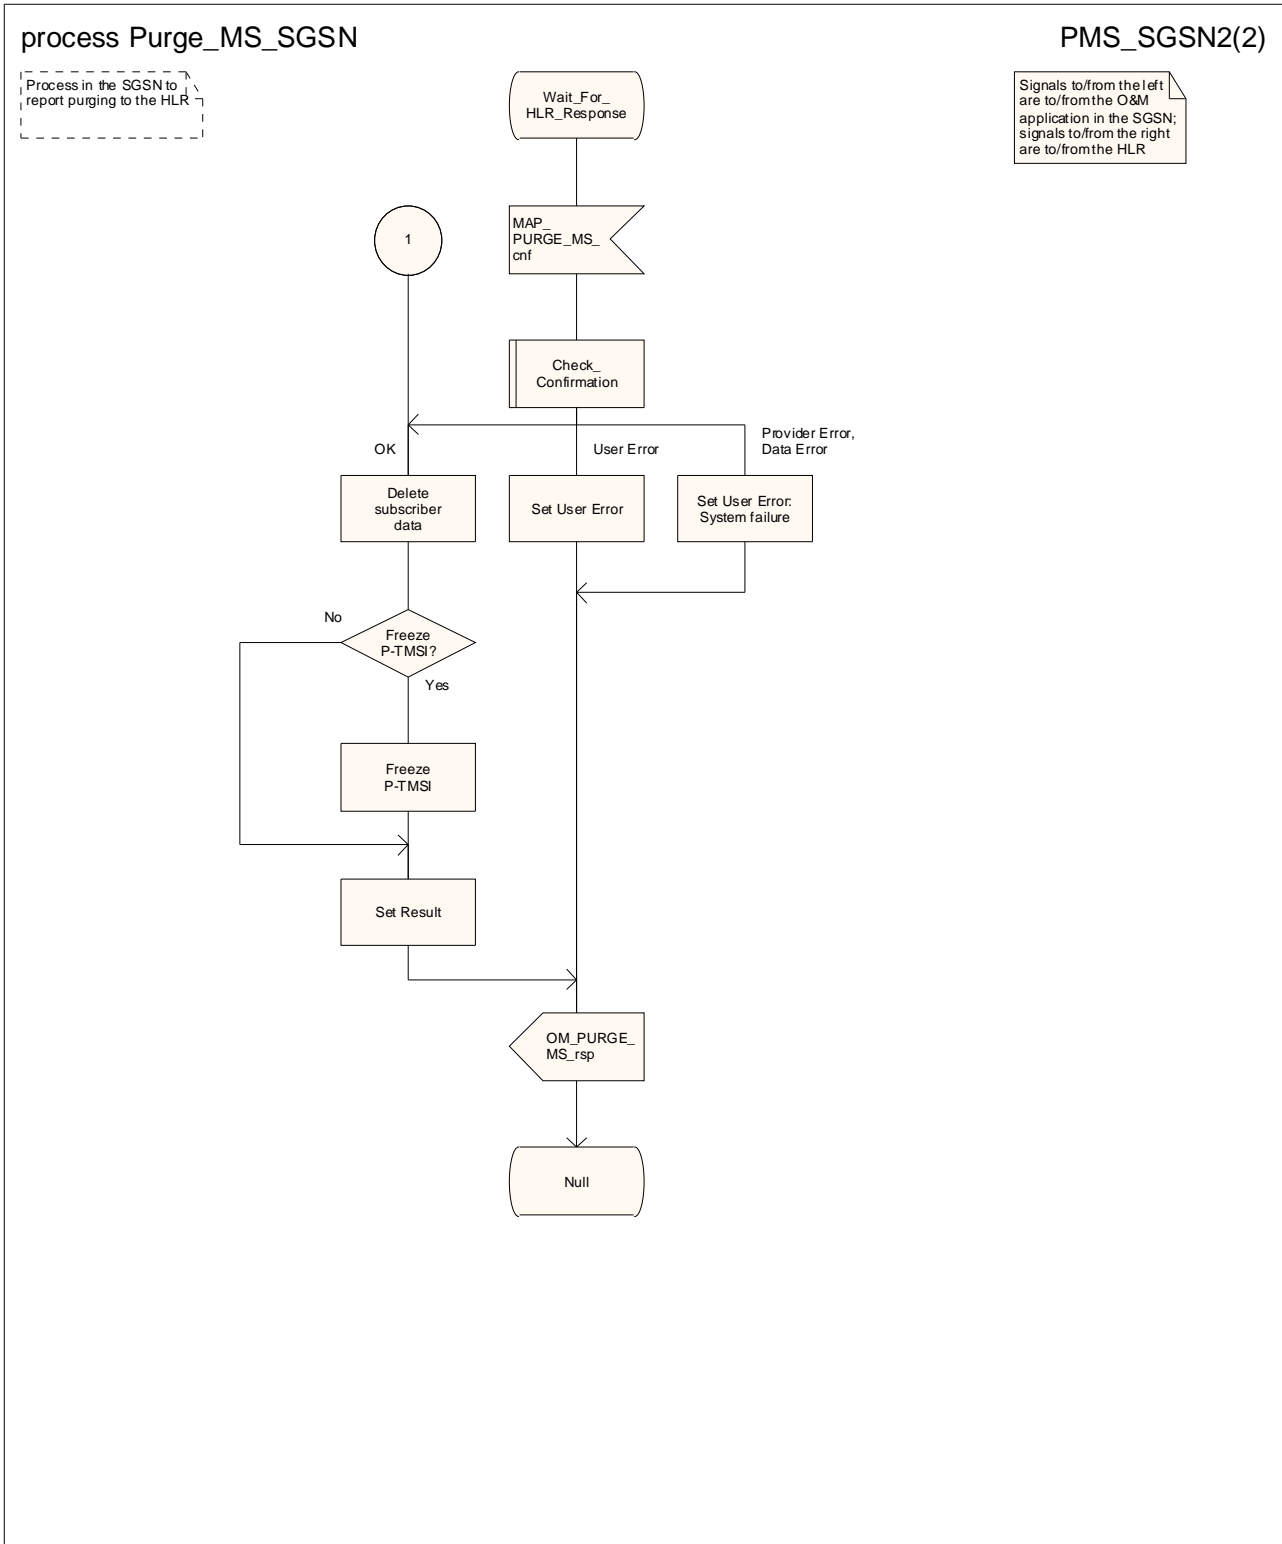 process Purge_MS_SGSN
PMS_SGSN2(2)
Process in the SGSN to
report purging to the HLR
Wait_For_
HLR_Response
Signals to/from the left
are to/from the O&M
application in the SGSN;
signals to/from the right
are to/from the HLR
1
MAP_
PURGE_MS_
cnf
Check_
Confirmation
OK
User Error
Provider Error,
Data Error
Delete
subscriber
data
Set User Error
Set User Error:
System failure
No
Freeze
P-TMSI?
Yes
Freeze
P-TMSI
Set Result
OM_PURGE_
MS_rsp
Null